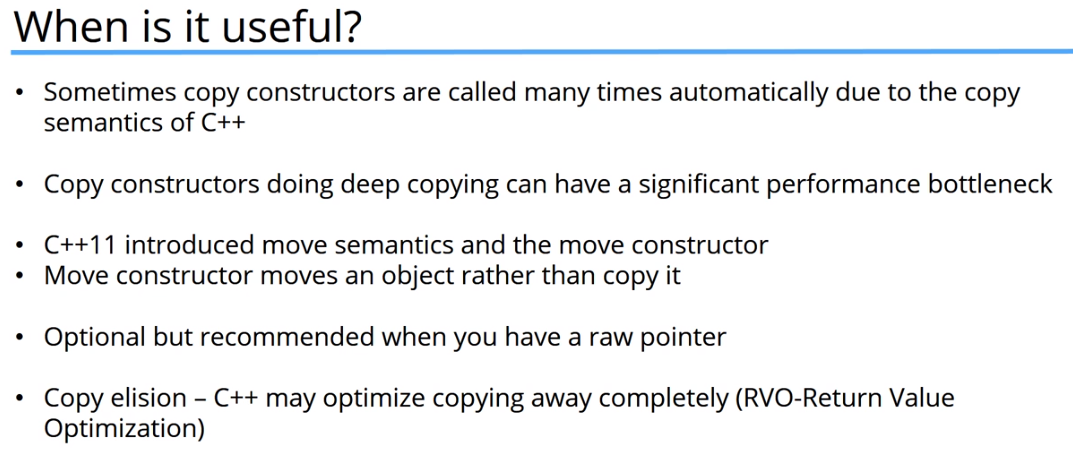 When is it useful?
• Sometimes copy constructors are called many times automatically due to the copy
semantics of C++
• Copy constructors doing deep copying can have a significant performance bottleneck
• C++11 introduced move semantics and the move constructor
• Move constructor moves an object rather than copy it
• Optional but recommended when you have a raw pointer
• Copy elision – C++ may optimize copying away completely (RVO-Return Value
Optimization)